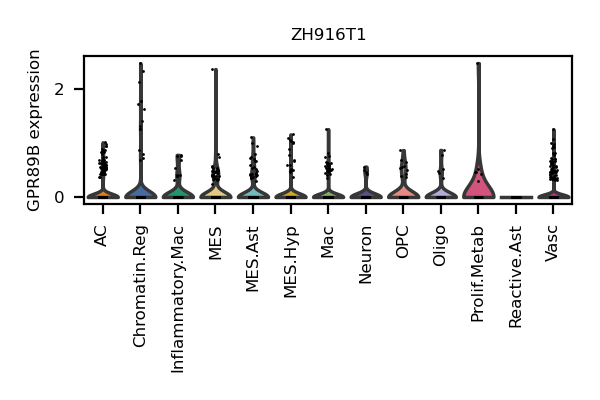 ZH916T1
GPR89B expression
2
0
AC
Chromatin.Reg
Inflammatory.Mac
MES
MES.Ast
MES.Hyp
Mac
Neuron
OPC
Oligo
Prolif.Metab
Reactive.Ast
Vasc